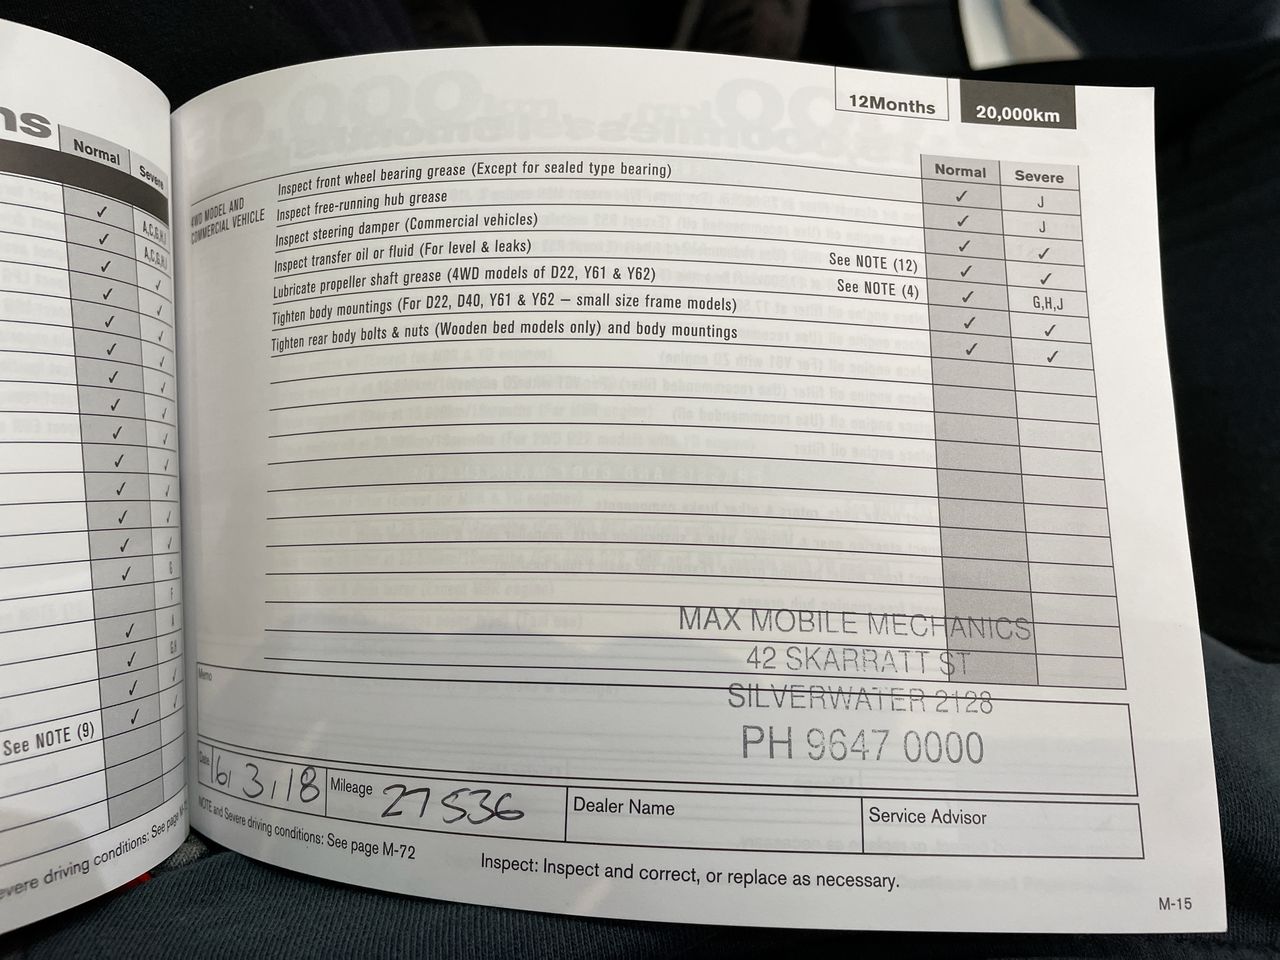 ns
Normal Severe
A,C,G,H,J
A,C,G,H,J
G
F
A
G,H
See NOTE (9)
evere driving conditions: See page M-72
12Months 20,000km
Normal Severe
4WD MODEL AND
COMMERCIAL VEHICLE
Inspect front wheel bearing grease (Except for sealed type bearing) ✓ J
Inspect free-running hub grease ✓ J
Inspect steering damper (Commercial vehicles) ✓ ✓
Inspect transfer oil or fluid (For level & leaks) See NOTE (12) ✓ ✓
Lubricate propeller shaft grease (4WD models of D22, Y61 & Y62) See NOTE (4) ✓ G,H,J
Tighten body mountings (For D22, D40, Y61 & Y62 – small size frame models) ✓ ✓
Tighten rear body bolts & nuts (Wooden bed models only) and body mountings ✓ ✓
MAX MOBILE MECHANICS
42 SKARRATT ST
SILVERWATER 2128
PH 9647 0000
Memo
Date 16/3/18 Mileage 27536 Dealer Name Service Advisor
NOTE and Severe driving conditions: See page M-72
Inspect: Inspect and correct, or replace as necessary.
M-15